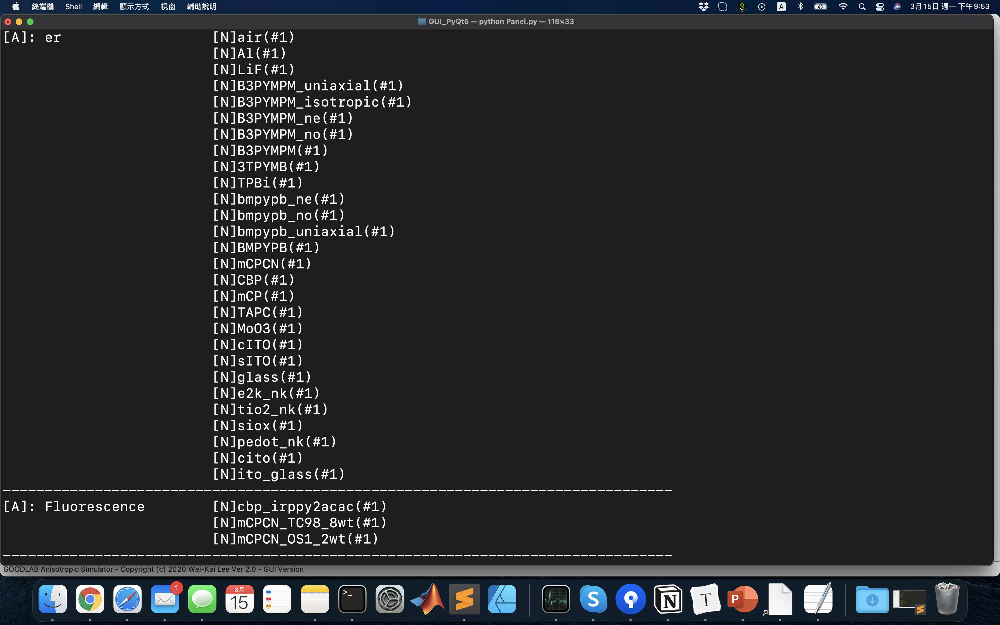 終端機 Shell 編輯 顯示方式 視窗 輔助說明 A 3月15日 週一 下午9:53
GUI_PyQt5 — python Panel.py — 118×33
[A]: er [N]air(#1)
[N]Al(#1)
[N]LiF(#1)
[N]B3PYMPM_uniaxial(#1)
[N]B3PYMPM_isotropic(#1)
[N]B3PYMPM_ne(#1)
[N]B3PYMPM_no(#1)
[N]B3PYMPM(#1)
[N]3TPYMB(#1)
[N]TPBi(#1)
[N]bmpypb_ne(#1)
[N]bmpypb_no(#1)
[N]bmpypb_uniaxial(#1)
[N]BMPYPB(#1)
[N]mCPCN(#1)
[N]CBP(#1)
[N]mCP(#1)
[N]TAPC(#1)
[N]MoO3(#1)
[N]cITO(#1)
[N]sITO(#1)
[N]glass(#1)
[N]e2k_nk(#1)
[N]tio2_nk(#1)
[N]siox(#1)
[N]pedot_nk(#1)
[N]cito(#1)
[N]ito_glass(#1)
--------------------------------------------------------------------------------
[A]: Fluorescence [N]cbp_irppy2acac(#1)
[N]mCPCN_TC98_8wt(#1)
[N]mCPCN_OS1_2wt(#1)
--------------------------------------------------------------------------------
GOODLAB Anisotropic Simulator - Copyright (c) 2020 Wei-Kai Lee Ver 2.0 - GUI Version
1
3月
15
>_
S
N
T
P